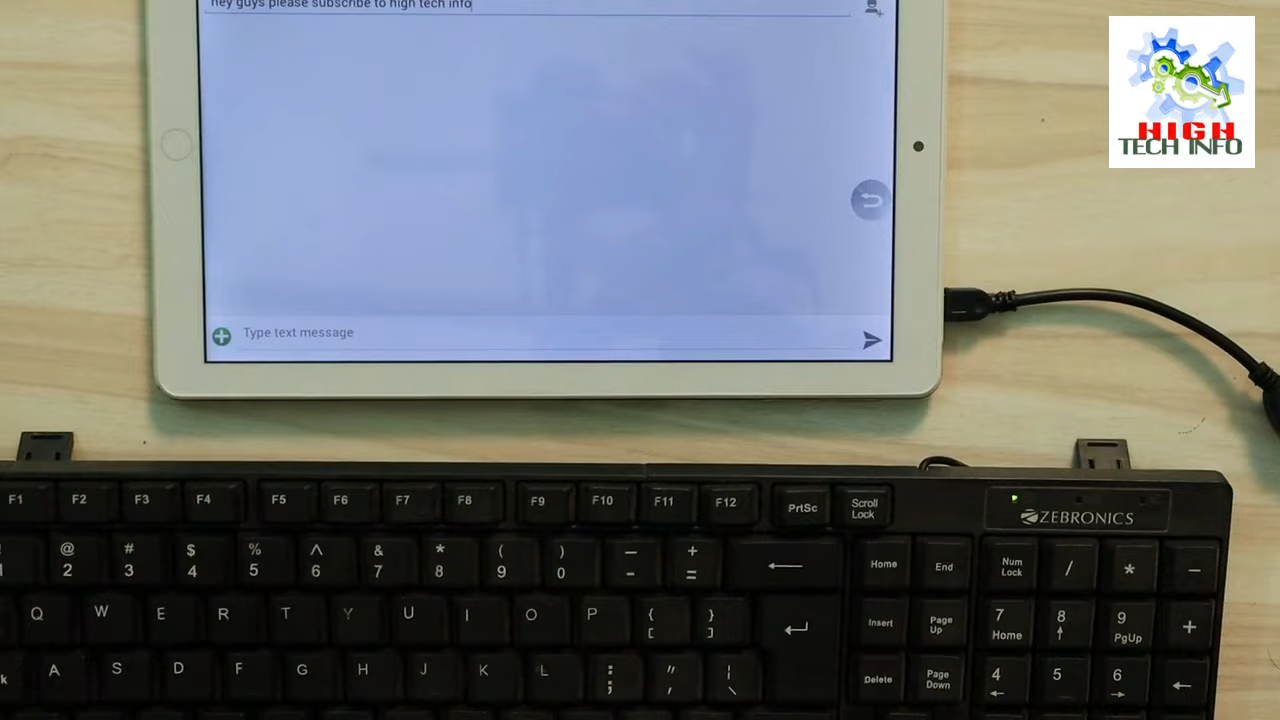 hey guys please subscribe to high tech info
HIGH
TECH INFO
Type text message
F1 F2 F3 F4 F5 F6 F7 F8 F9 F10 F11 F12 PrtSc Scroll Lock
ZEBRONICS
! @ # $ % ^ & * ( ) — +
1 2 3 4 5 6 7 8 9 0 - = Home End Num Lock / * −
Q W E R T Y U I O P { [ } ] Insert Page Up 7 Home 8 9 PgUp +
A S D F G H J K L : ; " , | \ Delete Page Down 4 5 6